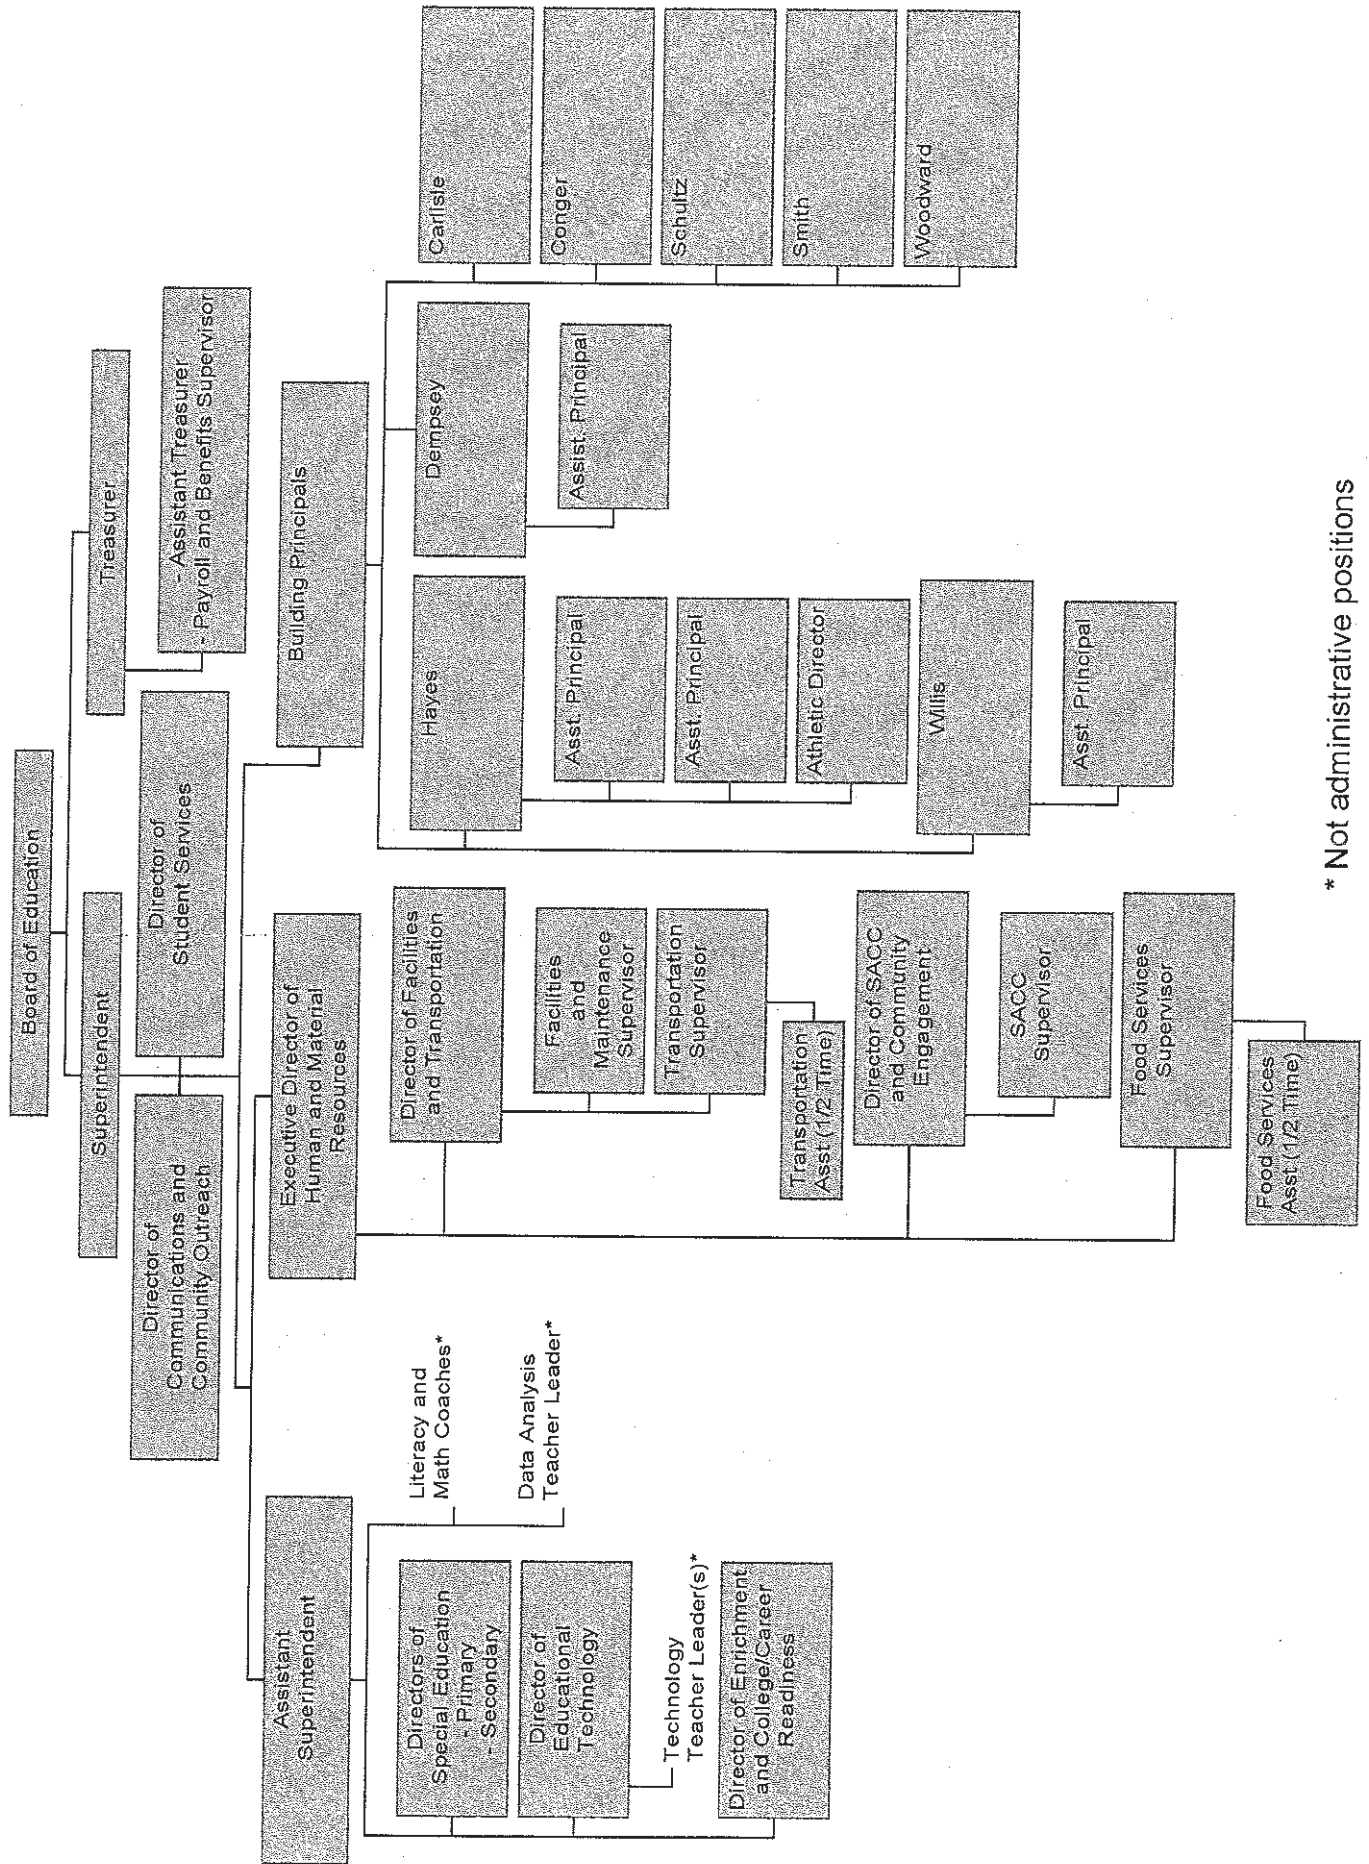 Board of Education
Superintendent
Treasurer
- Assistant Treasurer
- Payroll and Benefits Supervisor
Director of
Communications and
Community Outreach
Director of
Student Services
Assistant
Superintendent
Executive Director of
Human and Material
Resources
Building Principals
Directors of
Special Education
- Primary
- Secondary
Director of
Educational
Technology
Technology
Teacher Leader(s)*
Director of Enrichment
and College/Career
Readiness
Literacy and
Math Coaches*
Data Analysis
Teacher Leader*
Director of Facilities
and Transportation
Facilities
and
Maintenance
Supervisor
Transportation
Supervisor
Transportation
Asst (1/2 Time)
Director of SACC
and Community
Engagement
SACC
Supervisor
Food Services
Supervisor
Food Services
Asst (1/2 Time)
Hayes
Asst. Principal
Asst. Principal
Athletic Director
Willis
Asst. Principal
Dempsey
Assist. Principal
Carlisle
Conger
Schultz
Smith
Woodward
* Not administrative positions